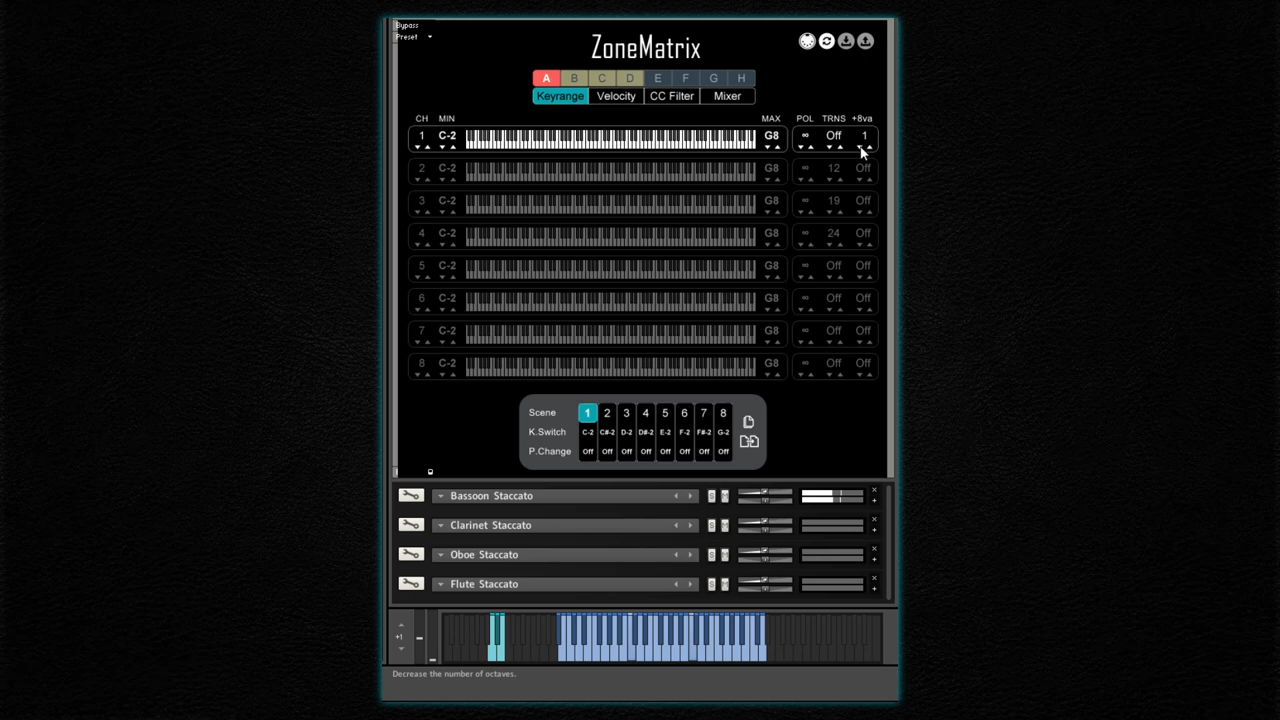 Bypass
Preset
ZoneMatrix
A B C D E F G H
Keyrange Velocity CC Filter Mixer
CH MIN MAX POL TRNS +8va
1 C-2 G8 ∞ Off 1
2 C-2 G8 ∞ 12 Off
3 C-2 G8 ∞ 19 Off
4 C-2 G8 ∞ 24 Off
5 C-2 G8 ∞ Off Off
6 C-2 G8 ∞ Off Off
7 C-2 G8 ∞ Off Off
8 C-2 G8 ∞ Off Off
Scene 1 2 3 4 5 6 7 8
K.Switch C-2 C#-2 D-2 D#-2 E-2 F-2 F#-2 G-2
P.Change Off Off Off Off Off Off Off Off
Bassoon Staccato S M
Clarinet Staccato S M
Oboe Staccato S M
Flute Staccato S M
+1
Decrease the number of octaves.